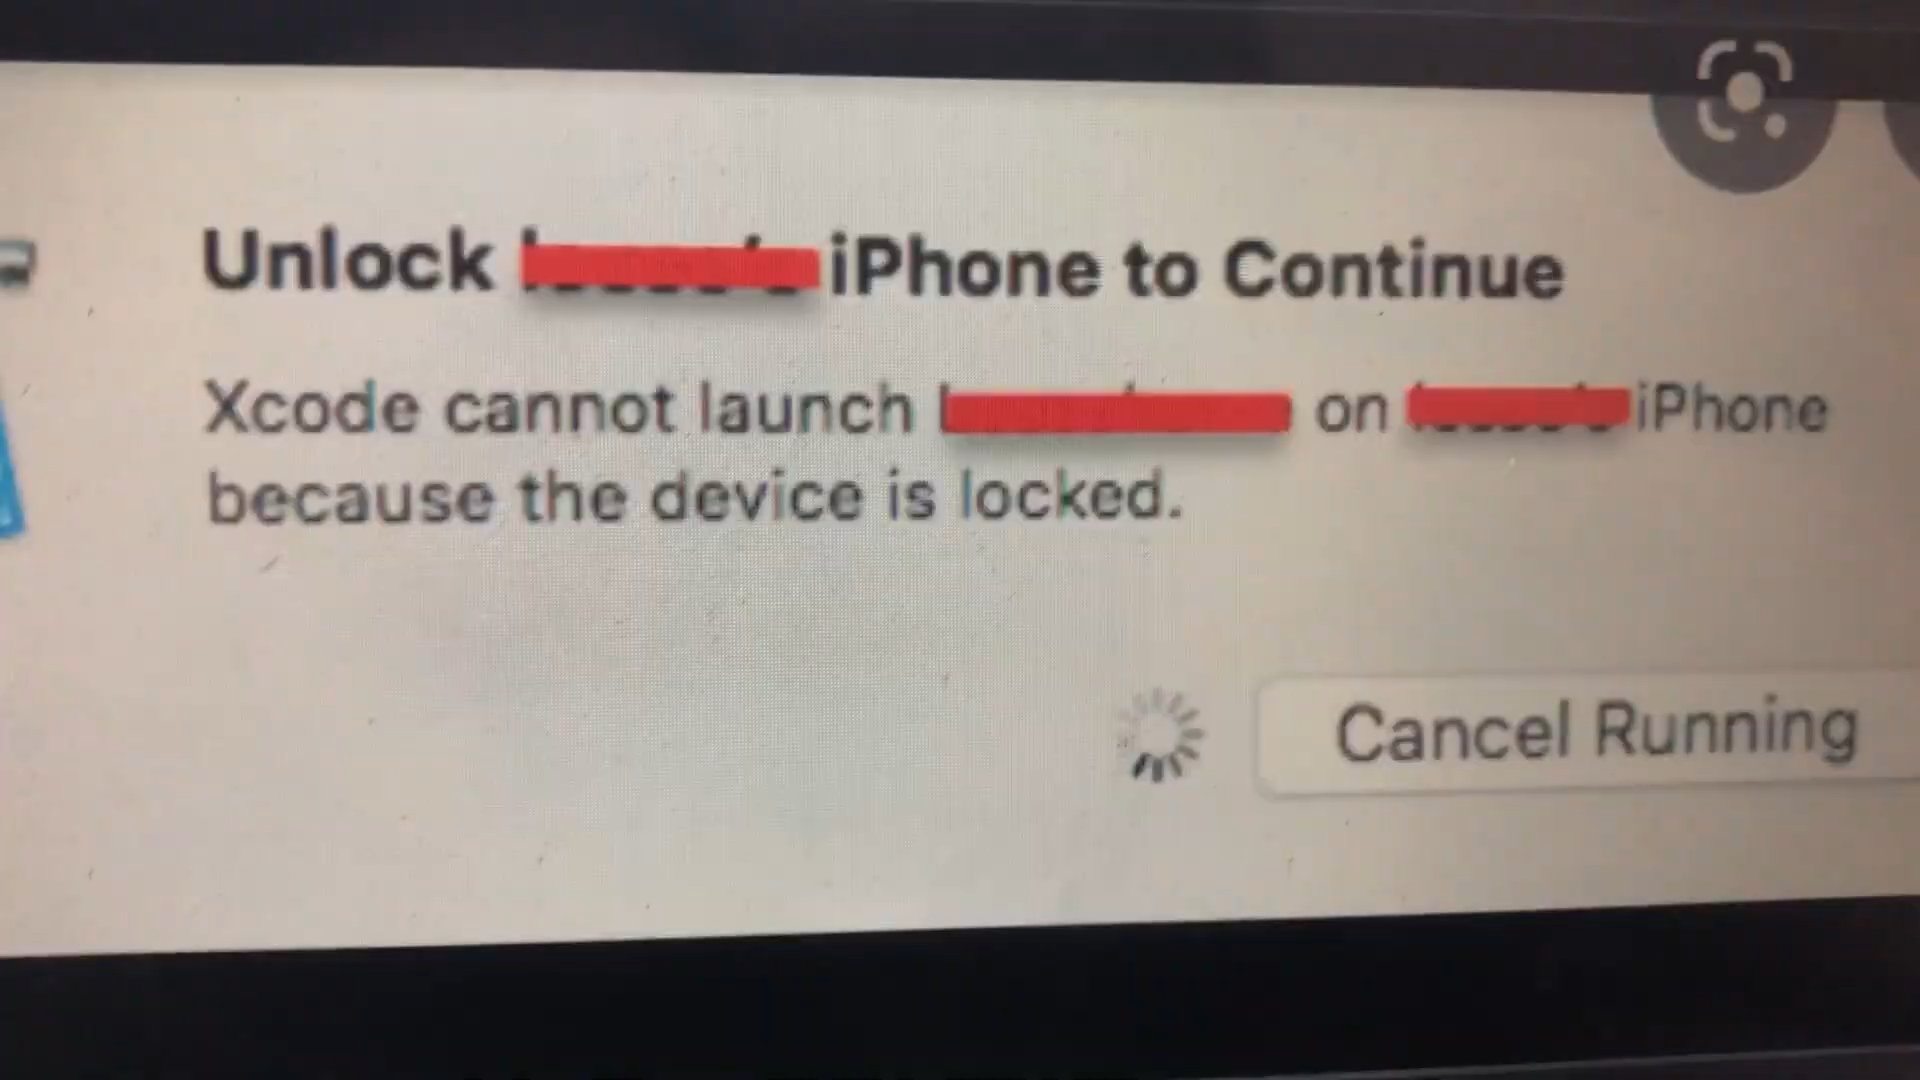 Unlock iPhone to Continue
Xcode cannot launch on iPhone
because the device is locked.
Cancel Running